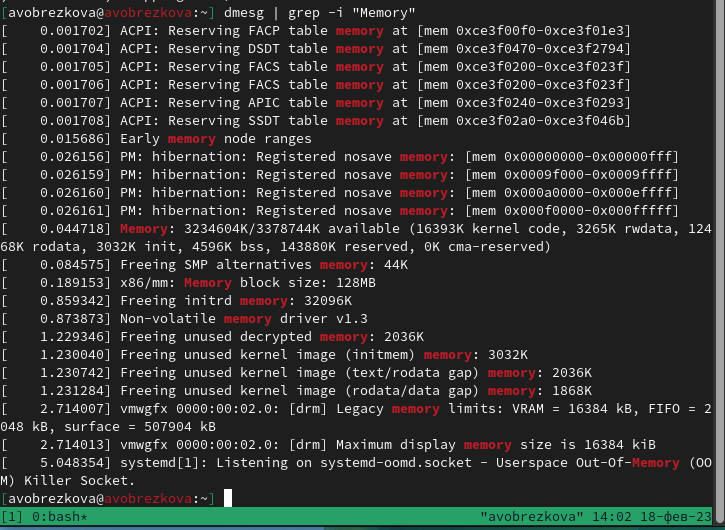 [avobrezkova@avobrezkova:~] dmesg | grep -i "Memory"
[    0.001702] ACPI: Reserving FACP table memory at [mem 0xce3f00f0-0xce3f01e3]
[    0.001704] ACPI: Reserving DSDT table memory at [mem 0xce3f0470-0xce3f2794]
[    0.001705] ACPI: Reserving FACS table memory at [mem 0xce3f0200-0xce3f023f]
[    0.001706] ACPI: Reserving FACS table memory at [mem 0xce3f0200-0xce3f023f]
[    0.001707] ACPI: Reserving APIC table memory at [mem 0xce3f0240-0xce3f0293]
[    0.001708] ACPI: Reserving SSDT table memory at [mem 0xce3f02a0-0xce3f046b]
[    0.015686] Early memory node ranges
[    0.026156] PM: hibernation: Registered nosave memory: [mem 0x00000000-0x00000fff]
[    0.026159] PM: hibernation: Registered nosave memory: [mem 0x0009f000-0x0009ffff]
[    0.026160] PM: hibernation: Registered nosave memory: [mem 0x000a0000-0x000effff]
[    0.026161] PM: hibernation: Registered nosave memory: [mem 0x000f0000-0x000fffff]
[    0.044718] Memory: 3234604K/3378744K available (16393K kernel code, 3265K rwdata, 124
68K rodata, 3032K init, 4596K bss, 143880K reserved, 0K cma-reserved)
[    0.084575] Freeing SMP alternatives memory: 44K
[    0.189153] x86/mm: Memory block size: 128MB
[    0.859342] Freeing initrd memory: 32096K
[    0.873873] Non-volatile memory driver v1.3
[    1.229346] Freeing unused decrypted memory: 2036K
[    1.230040] Freeing unused kernel image (initmem) memory: 3032K
[    1.230742] Freeing unused kernel image (text/rodata gap) memory: 2036K
[    1.231284] Freeing unused kernel image (rodata/data gap) memory: 1868K
[    2.714007] vmwgfx 0000:00:02.0: [drm] Legacy memory limits: VRAM = 16384 kB, FIFO = 2
048 kB, surface = 507904 kB
[    2.714013] vmwgfx 0000:00:02.0: [drm] Maximum display memory size is 16384 kiB
[    5.048354] systemd[1]: Listening on systemd-oomd.socket - Userspace Out-Of-Memory (OO
M) Killer Socket.
[avobrezkova@avobrezkova:~]
[1] 0:bash* "avobrezkova" 14:02 18-фев-23